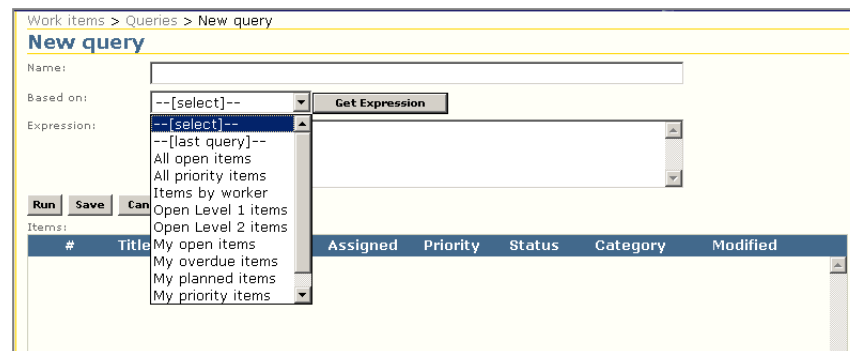 Work items > Queries > New query
New query
Name:
Based on: --[select]-- Get Expression
Expression:
--[select]--
--[last query]--
All open items
All priority items
Items by worker
Open Level 1 items
Open Level 2 items
My open items
My overdue items
My planned items
My priority items
Run Save Can
Items:
# Title Assigned Priority Status Category Modified